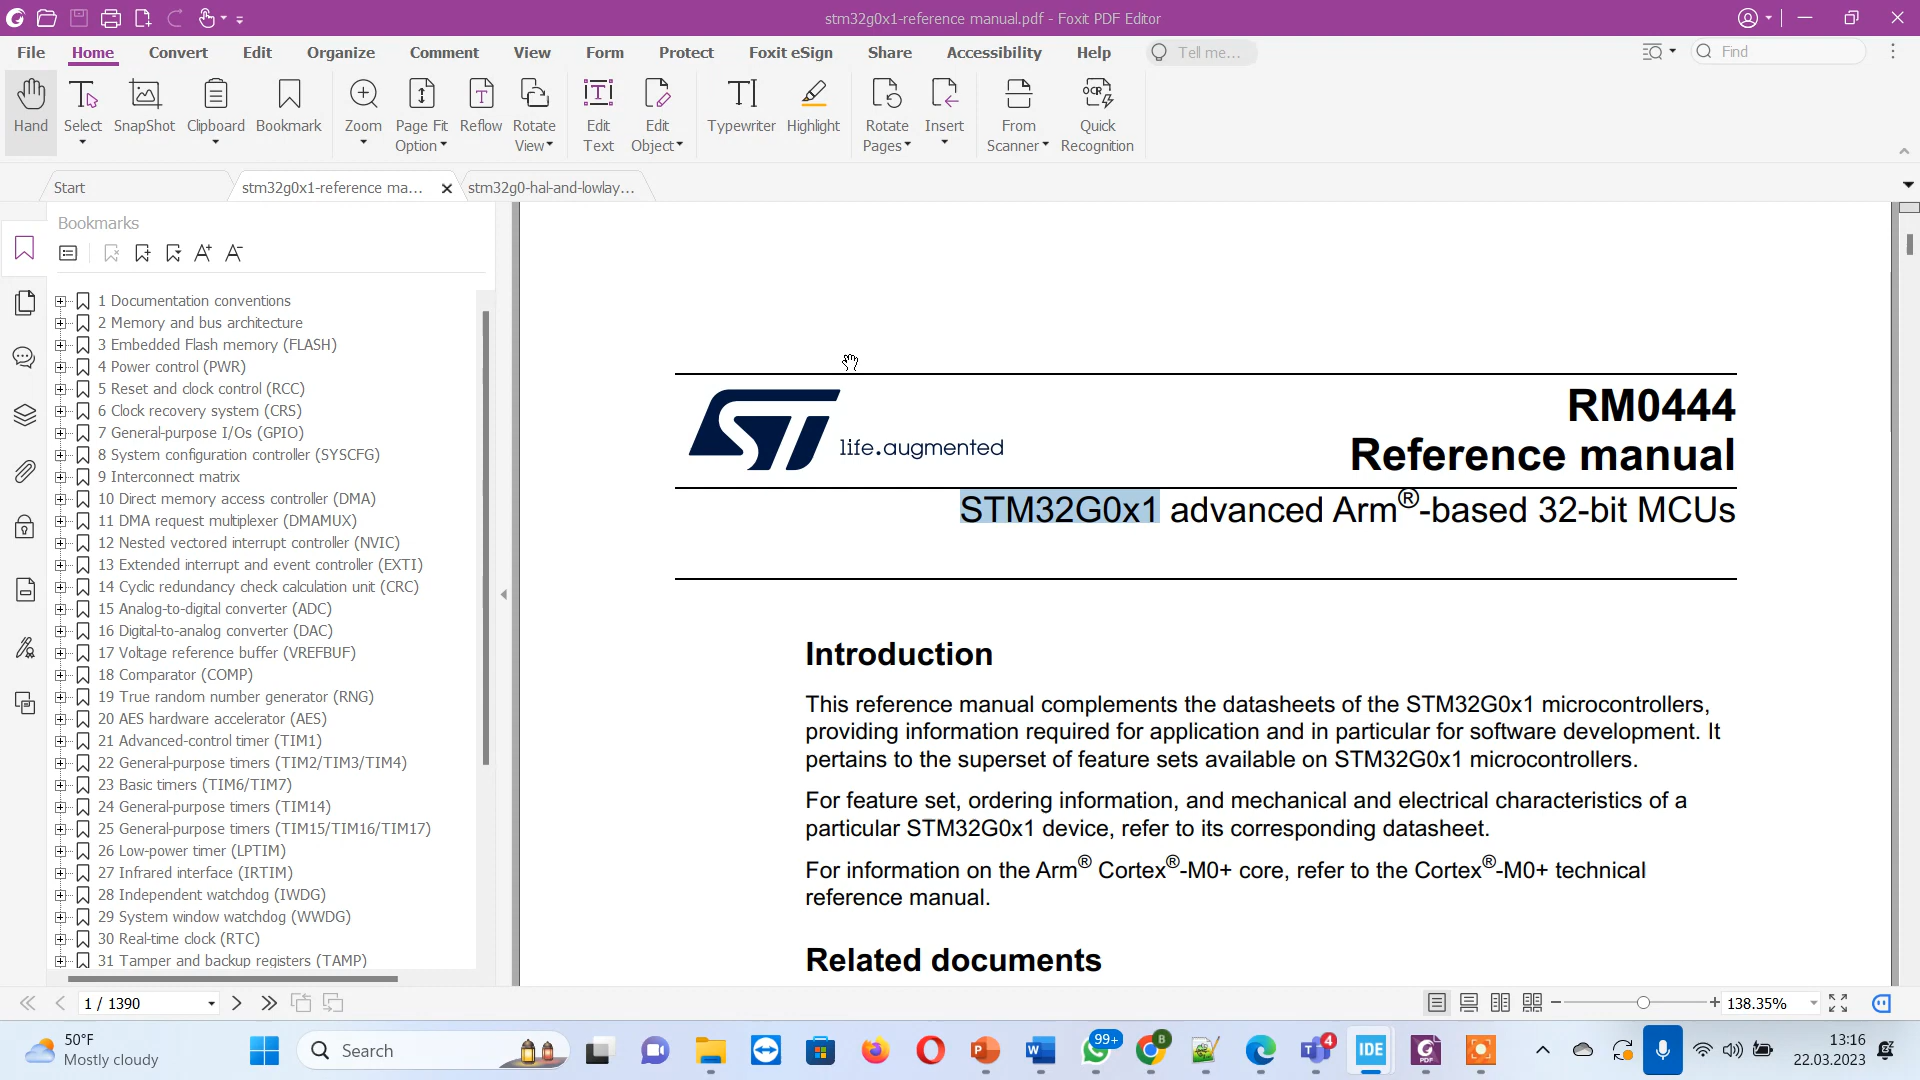 stm32g0x1-reference manual.pdf - Foxit PDF Editor
File Home Convert Edit Organize Comment View Form Protect Foxit eSign Share Accessibility Help Tell me... Find
Hand Select SnapShot Clipboard Bookmark Zoom Page Fit Option Reflow Rotate View Edit Text Edit Object Typewriter Highlight Rotate Pages Insert From Scanner Quick Recognition
Start stm32g0x1-reference ma... stm32g0-hal-and-lowlay...
Bookmarks
1 Documentation conventions
2 Memory and bus architecture
3 Embedded Flash memory (FLASH)
4 Power control (PWR)
5 Reset and clock control (RCC)
6 Clock recovery system (CRS)
7 General-purpose I/Os (GPIO)
8 System configuration controller (SYSCFG)
9 Interconnect matrix
10 Direct memory access controller (DMA)
11 DMA request multiplexer (DMAMUX)
12 Nested vectored interrupt controller (NVIC)
13 Extended interrupt and event controller (EXTI)
14 Cyclic redundancy check calculation unit (CRC)
15 Analog-to-digital converter (ADC)
16 Digital-to-analog converter (DAC)
17 Voltage reference buffer (VREFBUF)
18 Comparator (COMP)
19 True random number generator (RNG)
20 AES hardware accelerator (AES)
21 Advanced-control timer (TIM1)
22 General-purpose timers (TIM2/TIM3/TIM4)
23 Basic timers (TIM6/TIM7)
24 General-purpose timers (TIM14)
25 General-purpose timers (TIM15/TIM16/TIM17)
26 Low-power timer (LPTIM)
27 Infrared interface (IRTIM)
28 Independent watchdog (IWDG)
29 System window watchdog (WWDG)
30 Real-time clock (RTC)
31 Tamper and backup registers (TAMP)
ST life.augmented
RM0444
Reference manual
STM32G0x1 advanced Arm®-based 32-bit MCUs
Introduction
This reference manual complements the datasheets of the STM32G0x1 microcontrollers,
providing information required for application and in particular for software development. It
pertains to the superset of feature sets available on STM32G0x1 microcontrollers.
For feature set, ordering information, and mechanical and electrical characteristics of a
particular STM32G0x1 device, refer to its corresponding datasheet.
For information on the Arm® Cortex®-M0+ core, refer to the Cortex®-M0+ technical
reference manual.
Related documents
1 / 1390
138.35%
50°F
Mostly cloudy
Search
99+
B
4
IDE
PDF
13:16
22.03.2023